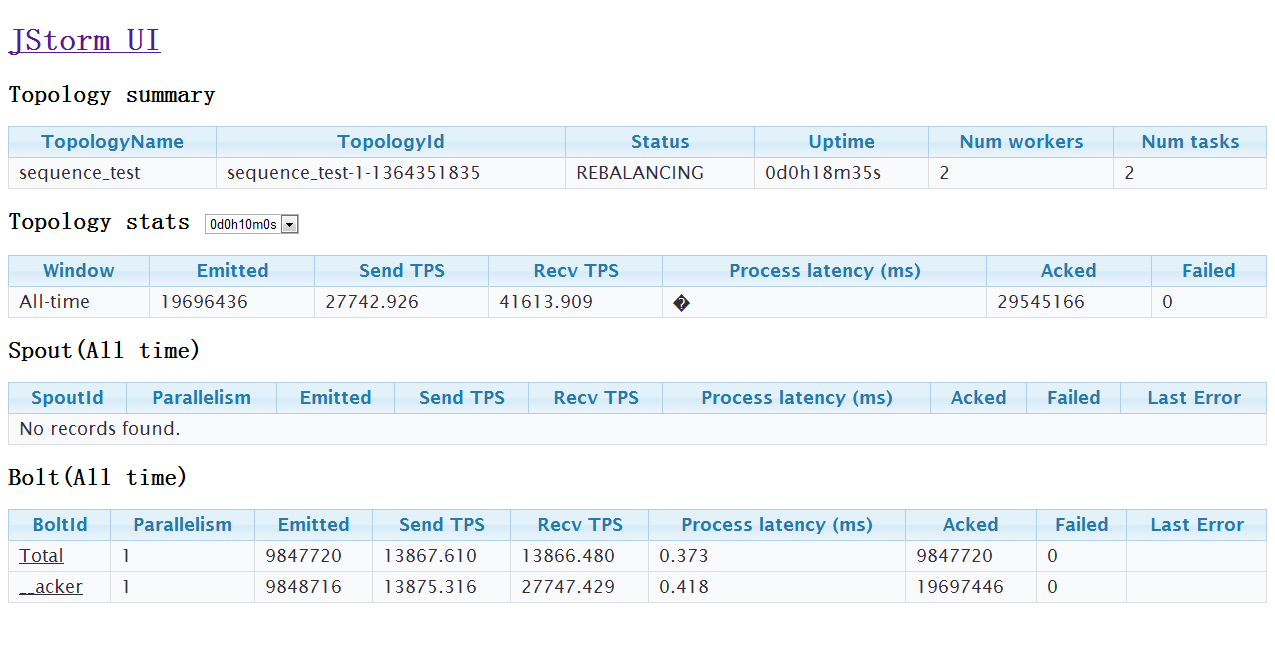 JStorm UI
Topology summary
TopologyName TopologyId Status Uptime Num workers Num tasks
sequence_test sequence_test-1-1364351835 REBALANCING 0d0h18m35s 2 2
Topology stats 0d0h10m0s
Window Emitted Send TPS Recv TPS Process latency (ms) Acked Failed
All-time 19696436 27742.926 41613.909 � 29545166 0
Spout(All time)
SpoutId Parallelism Emitted Send TPS Recv TPS Process latency (ms) Acked Failed Last Error
No records found.
Bolt(All time)
BoltId Parallelism Emitted Send TPS Recv TPS Process latency (ms) Acked Failed Last Error
Total 1 9847720 13867.610 13866.480 0.373 9847720 0
__acker 1 9848716 13875.316 27747.429 0.418 19697446 0